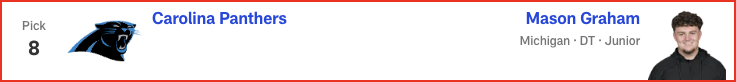 Pick
8
Carolina Panthers
Mason Graham
Michigan · DT · Junior